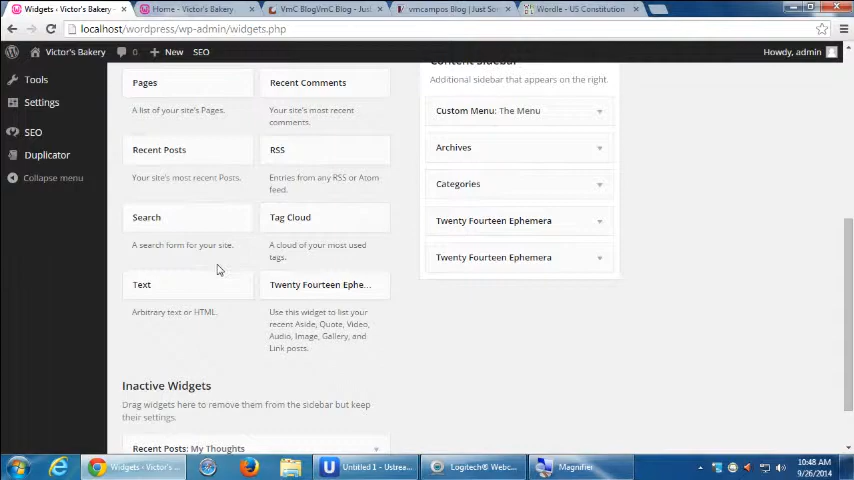 Widgets ‹ Victor's Bakery
Home - Victor's Bakery
VmC BlogVmC Blog - Just
vmcampos Blog | Just Som
Wordle - US Constitution
localhost/wordpress/wp-admin/widgets.php
Victor's Bakery
0
New
SEO
Howdy, admin
Tools
Settings
SEO
Duplicator
Collapse menu
Pages
A list of your site's Pages.
Recent Comments
Your site's most recent
comments.
Recent Posts
Your site's most recent Posts.
RSS
Entries from any RSS or Atom
feed.
Search
A search form for your site.
Tag Cloud
A cloud of your most used
tags.
Text
Arbitrary text or HTML.
Twenty Fourteen Ephe...
Use this widget to list your
recent Aside, Quote, Video,
Audio, Image, Gallery, and
Link posts.
Inactive Widgets
Drag widgets here to remove them from the sidebar but keep
their settings.
Recent Posts: My Thoughts
Content Sidebar
Additional sidebar that appears on the right.
Custom Menu: The Menu
Archives
Categories
Twenty Fourteen Ephemera
Twenty Fourteen Ephemera
Widgets ‹ Victor's ...
Untitled 1 - Ustrea...
Logitech® Webc...
Magnifier
10:48 AM
9/26/2014